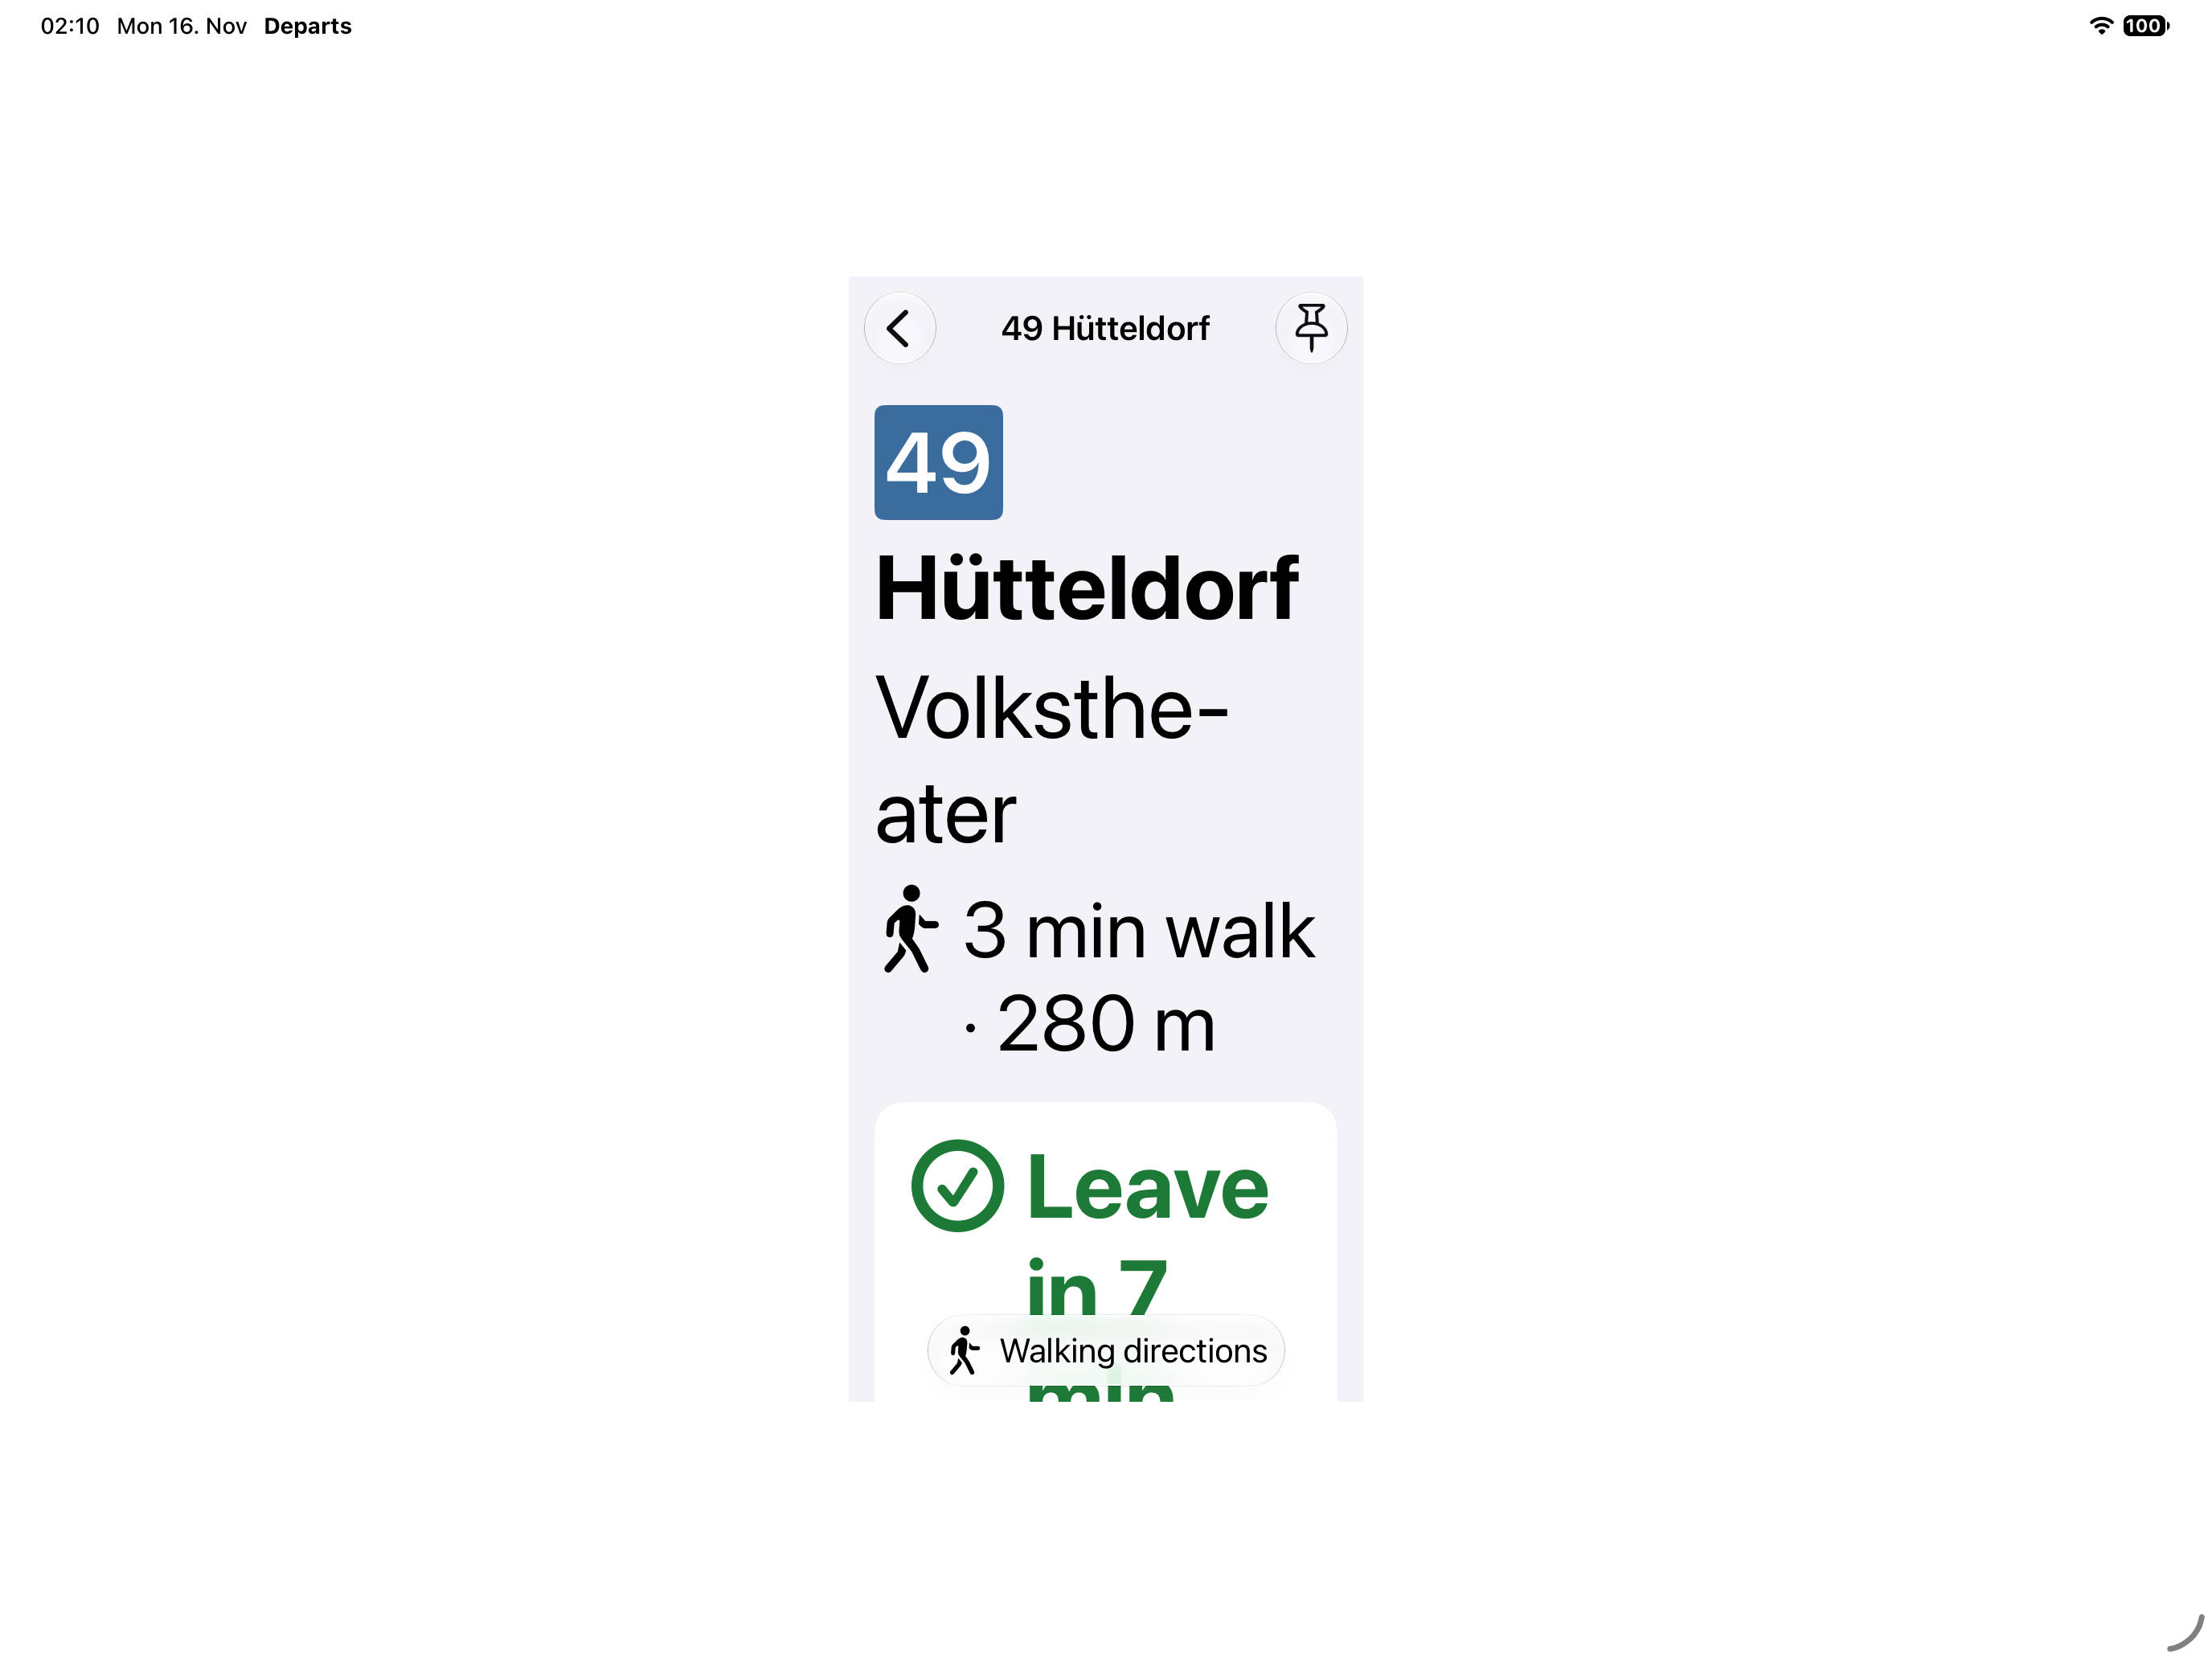 02:10 Mon 16. Nov Departs
100
49 Hütteldorf
49
Hütteldorf
Volksthe-
ater
3 min walk
· 280 m
Leave
in 7
min
Walking directions